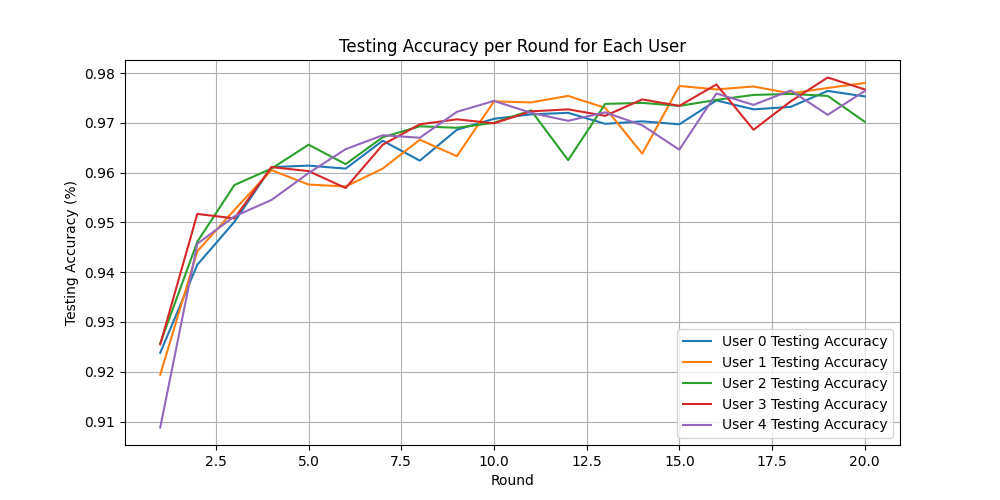 Testing Accuracy per Round for Each User
Testing Accuracy (%)
0.98
0.97
0.96
0.95
0.94
0.93
0.92
0.91
User 0 Testing Accuracy
User 1 Testing Accuracy
User 2 Testing Accuracy
User 3 Testing Accuracy
User 4 Testing Accuracy
2.5 5.0 7.5 10.0 12.5 15.0 17.5 20.0
Round